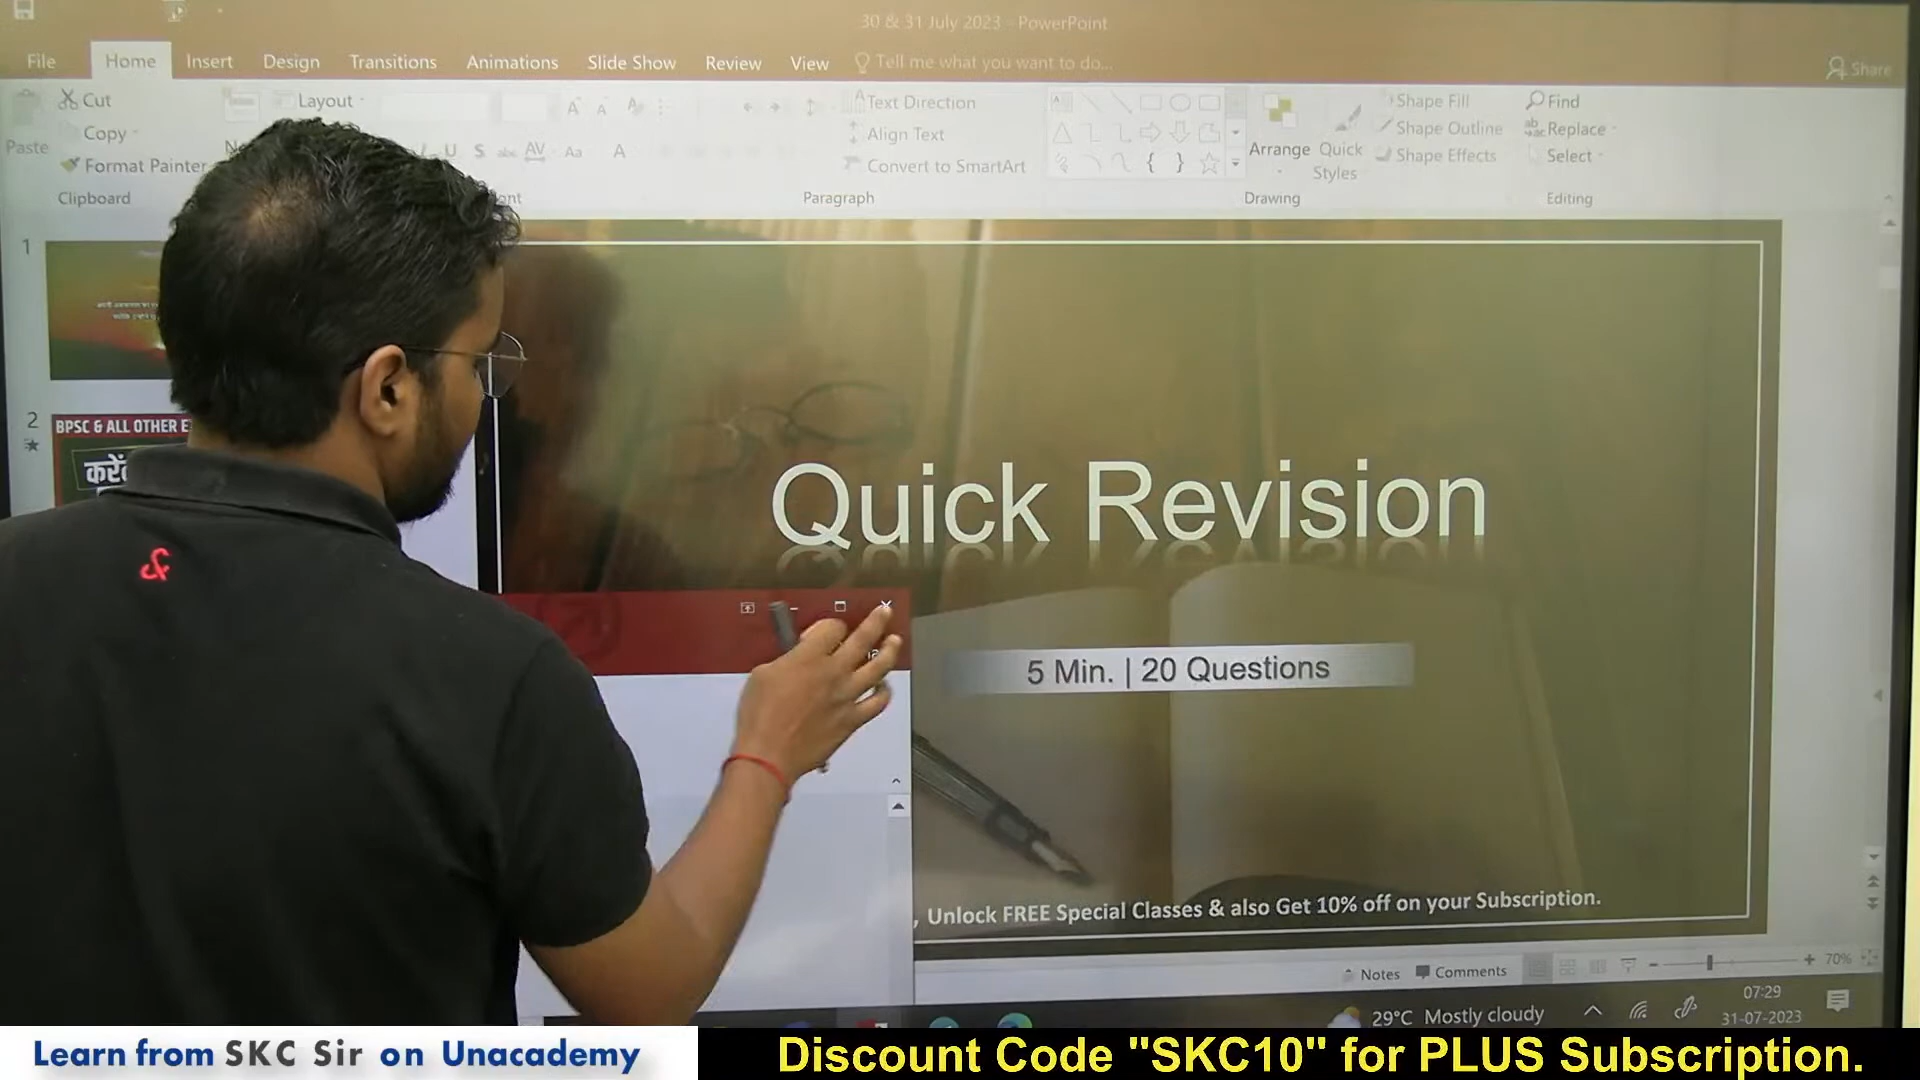 30 & 31 July 2023 - PowerPoint
File Home Insert Design Transitions Animations Slide Show Review View Tell me what you want to do... Share
Cut
Copy
Paste
Format Painter
Clipboard
Layout
Text Direction
Align Text
Convert to SmartArt
Paragraph
Arrange
Quick
Styles
Shape Fill
Shape Outline
Shape Effects
Drawing
Find
Replace
Select
Editing
1
2
BPSC & ALL OTHER E
Quick Revision
5 Min. | 20 Questions
, Unlock FREE Special Classes & also Get 10% off on your Subscription.
Notes Comments 70%
29°C Mostly cloudy
07:29
31-07-2023
Learn from SKC Sir on Unacademy
Discount Code "SKC10" for PLUS Subscription.